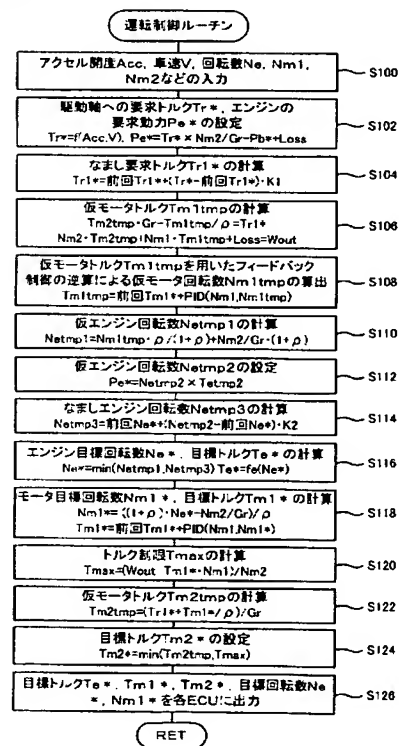 運転制御ルーチン
アクセル開度Acc, 車速V, 回転数Ne, Nm1,
Nm2などの入力
S100
駆動軸への要求トルクTr*, エンジンの
要求動力Pe*の設定
Tr*=f(Acc,V), Pe*=Tr*×Nm2/Gr-Pb*+Loss
S102
なまし要求トルクTr1*の計算
Tr1*=前回Tr1*+(Tr*-前回Tr1*)・K1
S104
仮モータトルクTm1tmpの計算
Tm2tmp・Gr-Tm1tmp/ρ=Tr1*
Nm2・Tm2tmp+Nm1・Tm1tmp+Loss=Wout
S106
仮モータトルクTm1tmpを用いたフィードバック
制御の逆算による仮モータ回転数Nm1tmpの算出
Tm1tmp=前回Tm1*+PID(Nm1,Nm1tmp)
S108
仮エンジン回転数Netmp1の計算
Netmp1=Nm1tmp・ρ/(1+ρ)+Nm2/Gr・(1+ρ)
S110
仮エンジン回転数Netmp2の設定
Pe*=Netmp2×Tetmp2
S112
なましエンジン回転数Netmp3の計算
Netmp3=前回Ne*+(Netmp2-前回Ne*)・K2
S114
エンジン目標回転数Ne*, 目標トルクTe*の計算
Ne*=min(Netmp1,Netmp3) Te*=fe(Ne*)
S116
モータ目標回転数Nm1*, 目標トルクTm1*の計算
Nm1*=((1+ρ)・Ne*-Nm2/Gr)/ρ
Tm1*=前回Tm1*+PID(Nm1,Nm1*)
S118
トルク制限Tmaxの計算
Tmax=(Wout Tm1*・Nm1)/Nm2
S120
仮モータトルクTm2tmpの計算
Tm2tmp=(Tr1*+Tm1*/ρ)/Gr
S122
目標トルクTm2*の設定
Tm2*=min(Tm2tmp,Tmax)
S124
目標トルクTe*, Tm1*, Tm2*, 目標回転数Ne
*, Nm1*を各ECUに出力
S126
RET